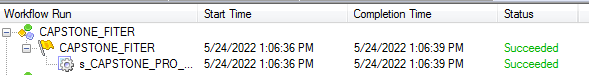 Workflow Run Start Time Completion Time Status
CAPSTONE_FITER
CAPSTONE_FITER 5/24/2022 1:06:36 PM 5/24/2022 1:06:39 PM Succeeded
s_CAPSTONE_PRO_... 5/24/2022 1:06:36 PM 5/24/2022 1:06:39 PM Succeeded